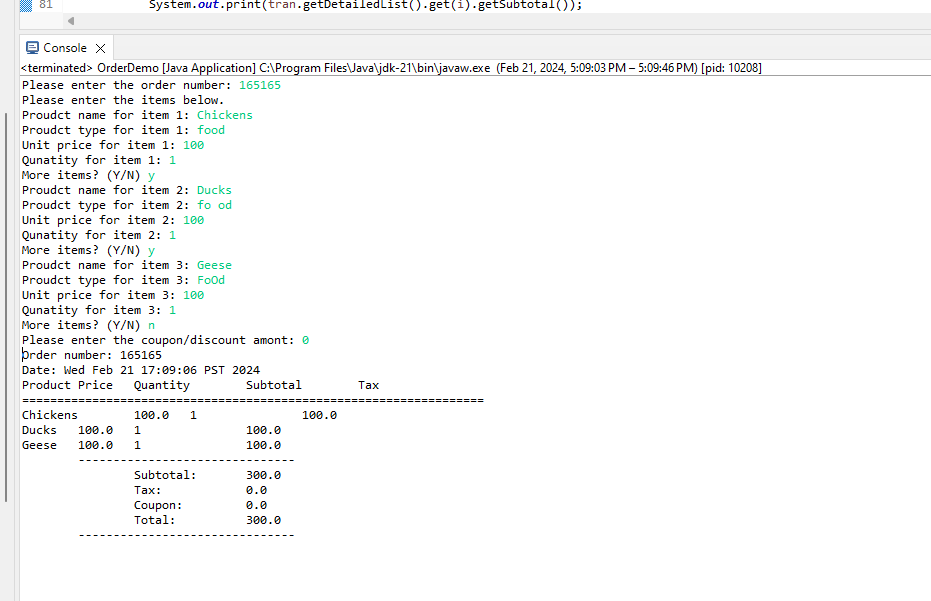 81 System.out.print(tran.getDetailedList().get(i).getSubtotal());
Console
<terminated> OrderDemo [Java Application] C:\Program Files\Java\jdk-21\bin\javaw.exe (Feb 21, 2024, 5:09:03 PM – 5:09:46 PM) [pid: 10208]
Please enter the order number: 165165
Please enter the items below.
Proudct name for item 1: Chickens
Proudct type for item 1: food
Unit price for item 1: 100
Qunatity for item 1: 1
More items? (Y/N) y
Proudct name for item 2: Ducks
Proudct type for item 2: fo od
Unit price for item 2: 100
Qunatity for item 2: 1
More items? (Y/N) y
Proudct name for item 3: Geese
Proudct type for item 3: FoOd
Unit price for item 3: 100
Qunatity for item 3: 1
More items? (Y/N) n
Please enter the coupon/discount amont: 0
Order number: 165165
Date: Wed Feb 21 17:09:06 PST 2024
Product Price Quantity Subtotal Tax
==================================================================
Chickens 100.0 1 100.0
Ducks 100.0 1 100.0
Geese 100.0 1 100.0
-------------------------------
Subtotal: 300.0
Tax: 0.0
Coupon: 0.0
Total: 300.0
-------------------------------